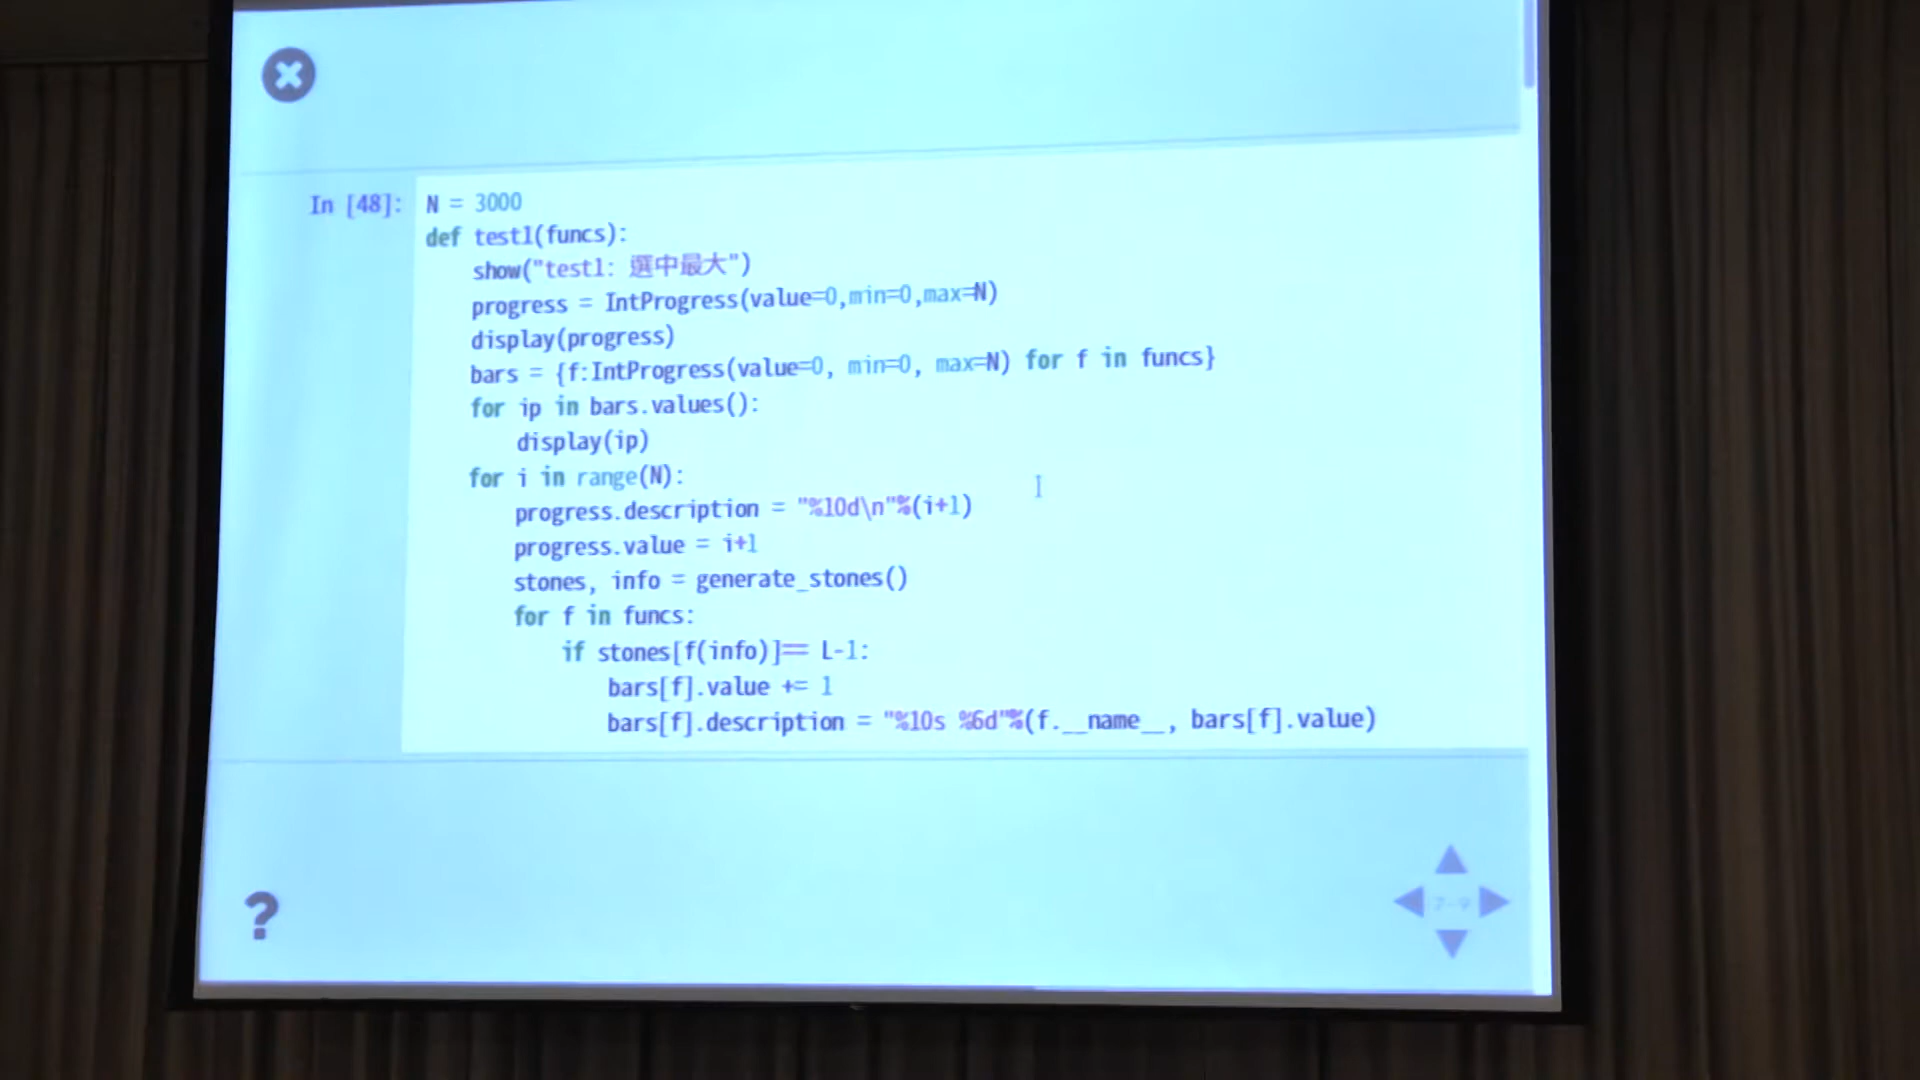 In [48]: N = 3000
def test1(funcs):
    show("test1: 選中最大")
    progress = IntProgress(value=0,min=0,max=N)
    display(progress)
    bars = {f:IntProgress(value=0, min=0, max=N) for f in funcs}
    for ip in bars.values():
        display(ip)
    for i in range(N):
        progress.description = "%10d\n"%(i+1)
        progress.value = i+1
        stones, info = generate_stones()
        for f in funcs:
            if stones[f(info)]== L-1:
                bars[f].value += 1
                bars[f].description = "%10s %6d"%(f.__name__, bars[f].value)
?